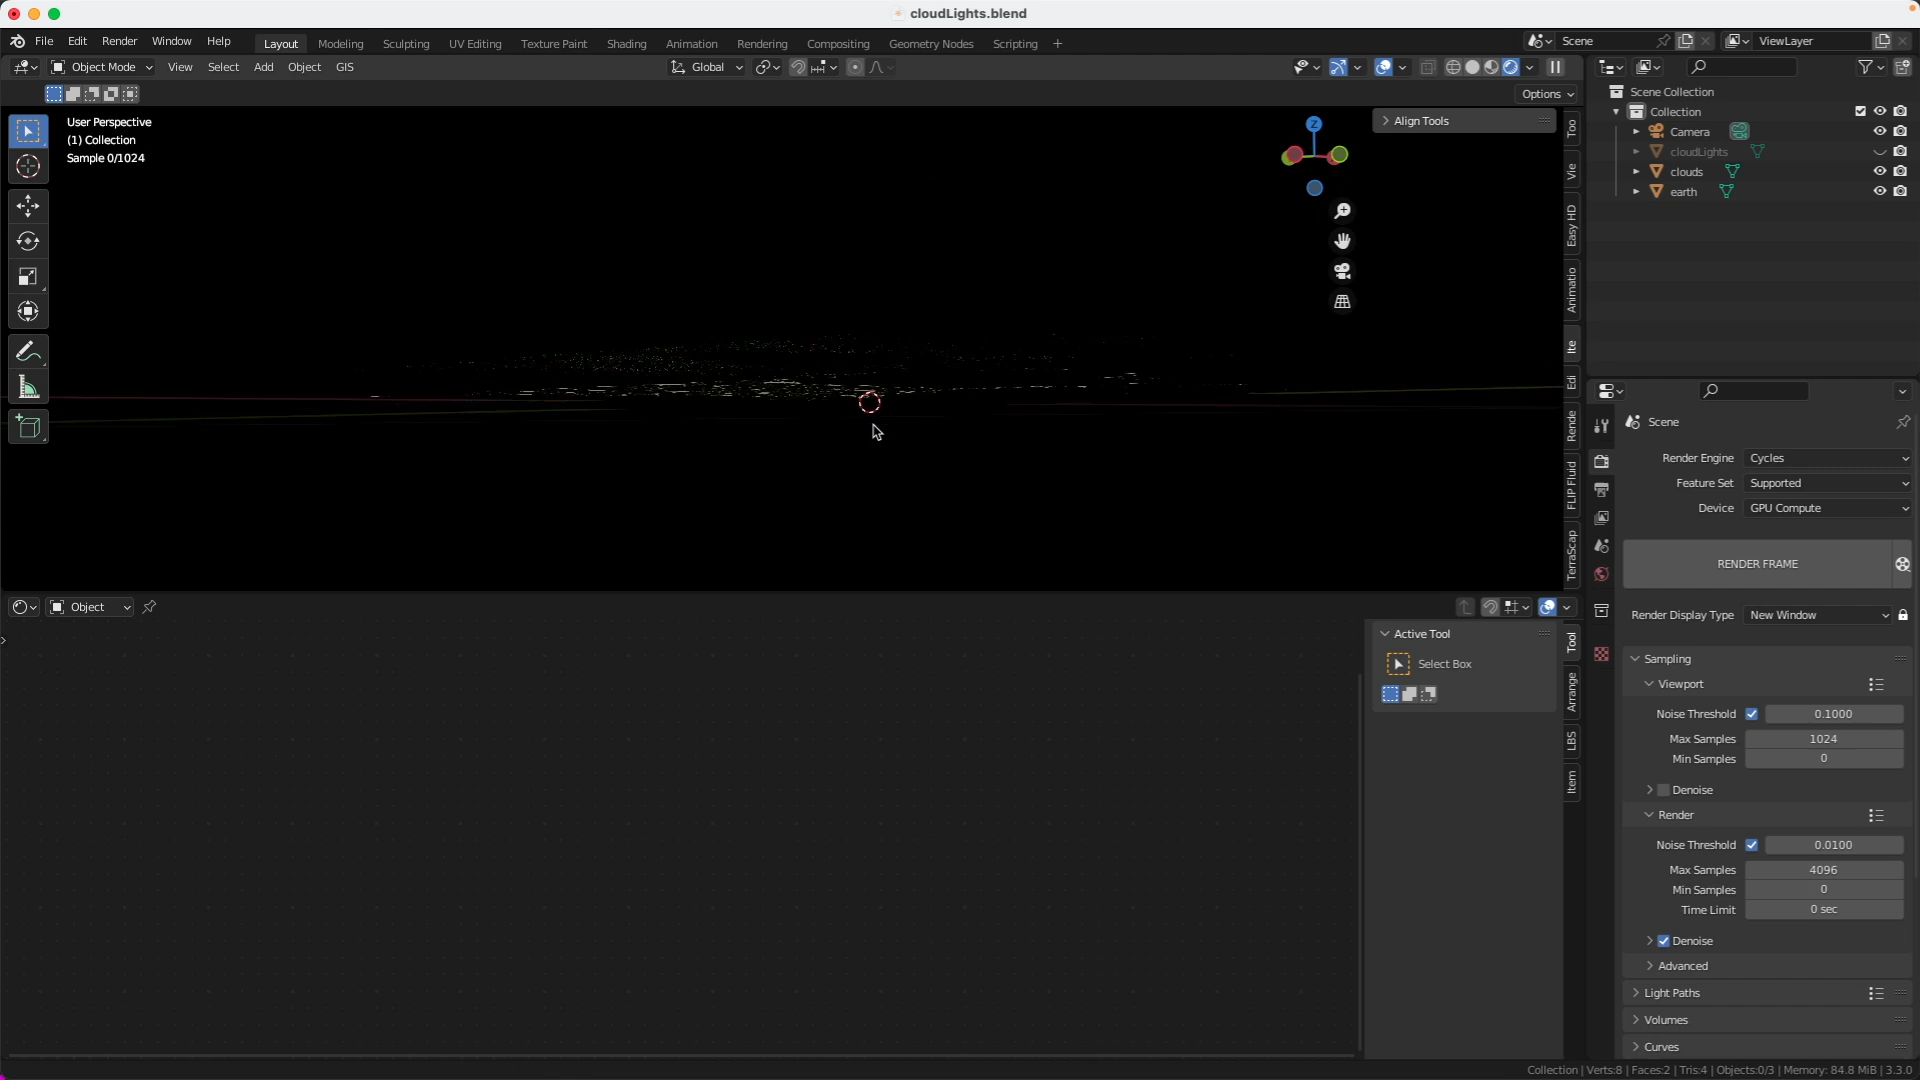 cloudLights.blend
File Edit Render Window Help Layout Modeling Sculpting UV Editing Texture Paint Shading Animation Rendering Compositing Geometry Nodes Scripting + Scene ViewLayer
Object Mode View Select Add Object GIS Global
Options
User Perspective
(1) Collection
Sample 0/1024
Align Tools
Z
Too
Vie
Easy HD
Animatio
Ite
Edi
Rende
FLIP Fluid
TerraScap
Scene Collection
Collection
Camera
cloudLights
clouds
earth
Scene
Render Engine Cycles
Feature Set Supported
Device GPU Compute
RENDER FRAME
Render Display Type New Window
Sampling
Viewport
Noise Threshold 0.1000
Max Samples 1024
Min Samples 0
Denoise
Render
Noise Threshold 0.0100
Max Samples 4096
Min Samples 0
Time Limit 0 sec
Denoise
Advanced
Light Paths
Volumes
Curves
Object
Active Tool
Select Box
Tool
Arrange
LBS
Item
Collection | Verts:8 | Faces:2 | Tris:4 | Objects:0/3 | Memory: 84.8 MiB | 3.3.0